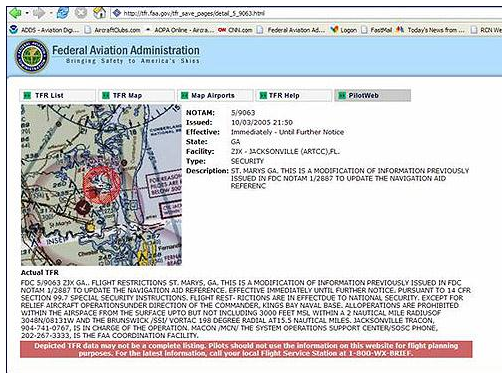 http://tfr.faa.gov/tfr_save_pages/detail_5_9063.html
ADDS - Aviation Digi... AircraftClubs.com AOPA Online - Aircra... CNN.com Federal Aviation Ad... Logon FltMap Today's News from ... RCN We
Federal Aviation Administration
Bringing Safety to America's Skies
TFR List TFR Map Map Airports TFR Help PilotWeb
NOTAM: 5/9063
Issued: 10/03/2005 21:50
Effective: Immediately - Until Further Notice
State: GA
Facility: ZJX - JACKSONVILLE (ARTCC),FL.
Type: SECURITY
Description: ST. MARYS GA. THIS IS A MODIFICATION OF INFORMATION PREVIOUSLY
ISSUED IN FDC NOTAM 1/2887 TO UPDATE THE NAVIGATION AID
REFERENC
Actual TFR
FDC 5/9063 ZJX GA.. FLIGHT RESTRICTIONS ST. MARYS, GA. THIS IS A MODIFICATION OF INFORMATION PREVIOUSLY ISSUED IN FDC
NOTAM 1/2887 TO UPDATE THE NAVIGATION AID REFERENCE. EFFECTIVE IMMEDIATELY UNTIL FURTHER NOTICE. PURSUANT TO 14 CFR
SECTION 99.7 SPECIAL SECURITY INSTRUCTIONS. FLIGHT REST- RICTIONS ARE IN EFFECTDUE TO NATIONAL SECURITY. EXCEPT FOR
RELIEF AIRCRAFT OPERATIONSUNDER DIRECTION OF THE COMMANDER, KINGS BAY NAVAL BASE. ALLOPERATIONS ARE PROHIBITED
WITHIN THE AIRSPACE FROM THE SURFACE UPTO BUT NOT INCLUDING 3000 FEET MSL WITHIN A 2 NAUTICAL MILE RADIUSOF
3048N/08131W AND THE BRUNSWICK /SSI/ VORTAC 198 DEGREE RADIAL AT15.5 NAUTICAL MILES. JACKSONVILLE TRACON,
904-741-0767, IS IN CHARGE OF THE OPERATION. MACON /MCN/ THE SYSTEMS OPERATIONS SUPPORT CENTER/SOSC PHONE,
202-267-3333, IS THE FAA COORDINATION FACILITY.
Depicted TFR data may not be a complete listing. Pilots should not use the information on this website for flight planning
purposes. For the latest information, call your local Flight Service Station at 1-800-WX-BRIEF.